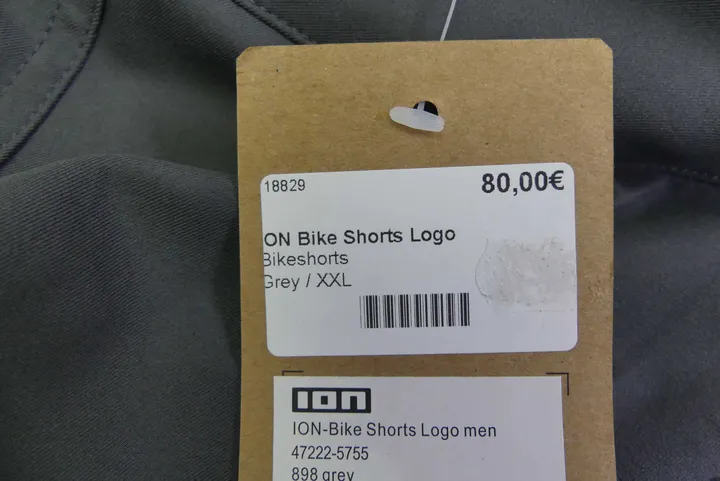 18829 80,00€
ION Bike Shorts Logo
Bikeshorts
Grey / XXL
ION
ION-Bike Shorts Logo men
47222-5755
898 grey